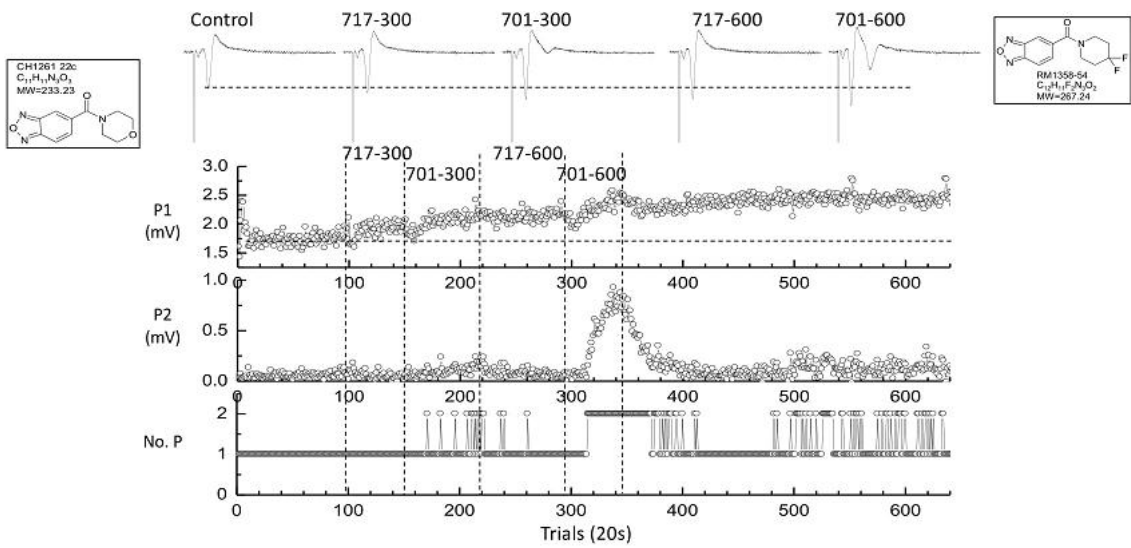 Control
717-300
701-300
717-600
701-600
CH1261 22c
C11H11N3O3
MW=233.23
O
N
N
O
N
O
O
N
N
O
N
F
F
RM1358-54
C12H11F2N3O2
MW=267.24
717-300
701-300
717-600
701-600
P1
(mV)
3.0
2.5
2.0
1.5
0 100 200 300 400 500 600
P2
(mV)
1.0
0.5
0.0
0 100 200 300 400 500 600
No. P
2
1
0
0 100 200 300 400 500 600
Trials (20s)